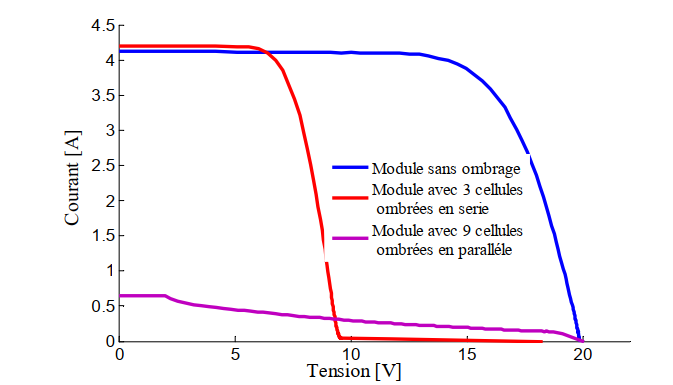 4.5
4
3.5
3
2.5
2
1.5
1
0.5
0
Courant [A]
Module sans ombrage
Module avec 3 cellules
ombrées en serie
Module avec 9 cellules
ombrées en paralléle
0
5
10
15
20
Tension [V]